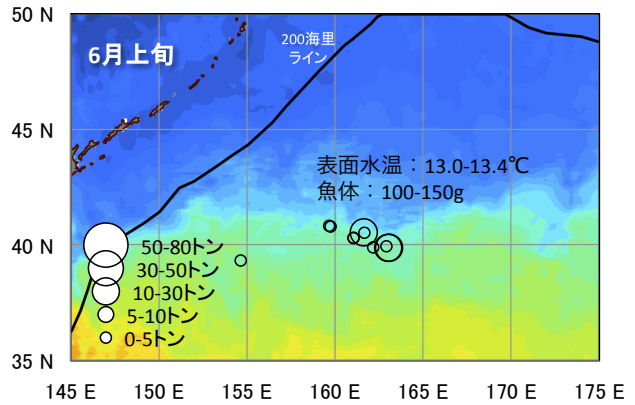 50 N
6月上旬
200海里
ライン
45 N
表面水温：13.0-13.4℃
魚体：100-150g
40 N
50-80トン
30-50トン
10-30トン
5-10トン
0-5トン
35 N
145 E 150 E 155 E 160 E 165 E 170 E 175 E